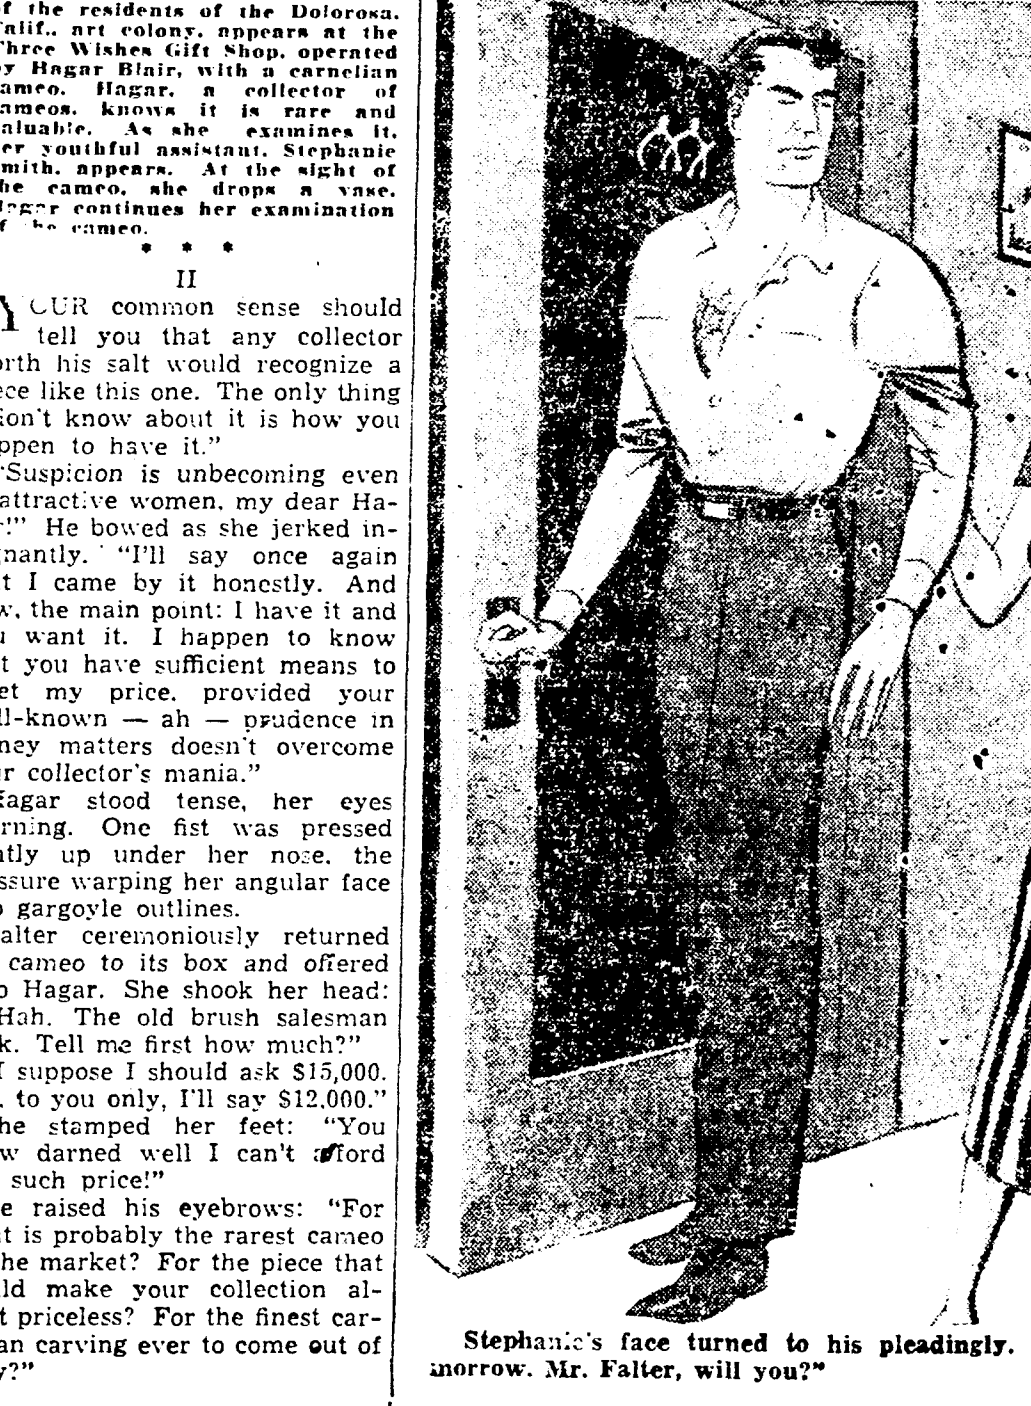 of the residents of the Dolorosa,
Calif., art colony, appears at the
Three Wishes Gift Shop, operated
by Hagar Blair, with a carnelian
cameo. Hagar, a collector of
cameos, knows it is rare and
valuable. As she examines it,
her youthful assistant, Stephanie
Smith, appears. At the sight of
the cameo, she drops a vase.
Hagar continues her examination
of the cameo.
* * *
II
YOUR common sense should
tell you that any collector
orth his salt would recognize a
ece like this one. The only thing
don't know about it is how you
ppen to have it."
"Suspicion is unbecoming even
attractive women, my dear Ha-
r!" He bowed as she jerked in-
gnantly. "I'll say once again
t I came by it honestly. And
w, the main point: I have it and
u want it. I happen to know
t you have sufficient means to
et my price, provided your
ll-known — ah — prudence in
ney matters doesn't overcome
r collector's mania."
Hagar stood tense, her eyes
rning. One fist was pressed
ntly up under her nose, the
ssure warping her angular face
o gargoyle outlines.
alter ceremoniously returned
cameo to its box and offered
o Hagar. She shook her head:
Hah. The old brush salesman
k. Tell me first how much?"
I suppose I should ask $15,000.
, to you only, I'll say $12,000."
he stamped her feet: "You
w darned well I can't afford
such price!"
e raised his eyebrows: "For
t is probably the rarest cameo
he market? For the piece that
ld make your collection al-
t priceless? For the finest car-
an carving ever to come out of
y?"
Stephanie's face turned to his pleadingly.
morrow, Mr. Falter, will you?"